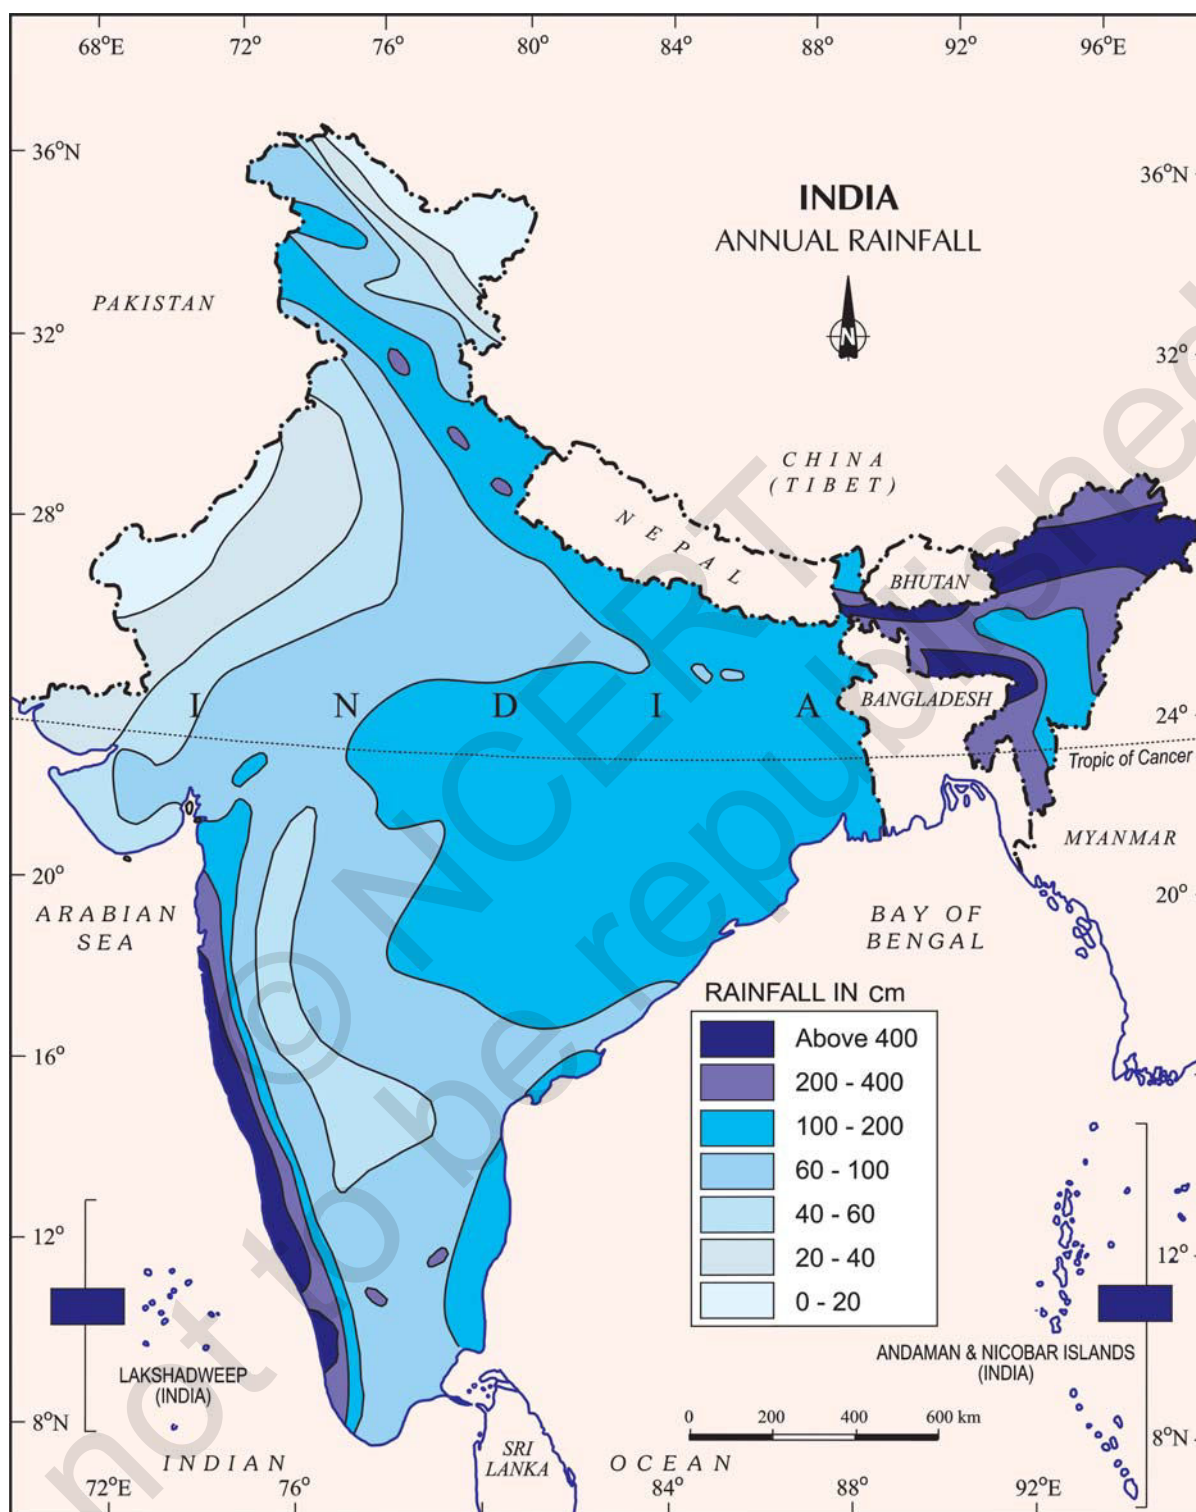 68°E 72° 76° 80° 84° 88° 92° 96°E
36°N
36°N
INDIA
ANNUAL RAINFALL
N
PAKISTAN
32°
32°
CHINA
(TIBET)
28°
NEPAL
BHUTAN
I N D I A
BANGLADESH
24°
Tropic of Cancer
MYANMAR
20°
20°
ARABIAN
SEA
BAY OF
BENGAL
RAINFALL IN cm
Above 400
200 - 400
100 - 200
60 - 100
40 - 60
20 - 40
0 - 20
16°
12°
12°
LAKSHADWEEP
(INDIA)
ANDAMAN & NICOBAR ISLANDS
(INDIA)
0 200 400 600 km
8°N
8°N
SRI
LANKA
INDIAN OCEAN
72°E 76° 84° 88° 92°E
© NCERT
not to be republished